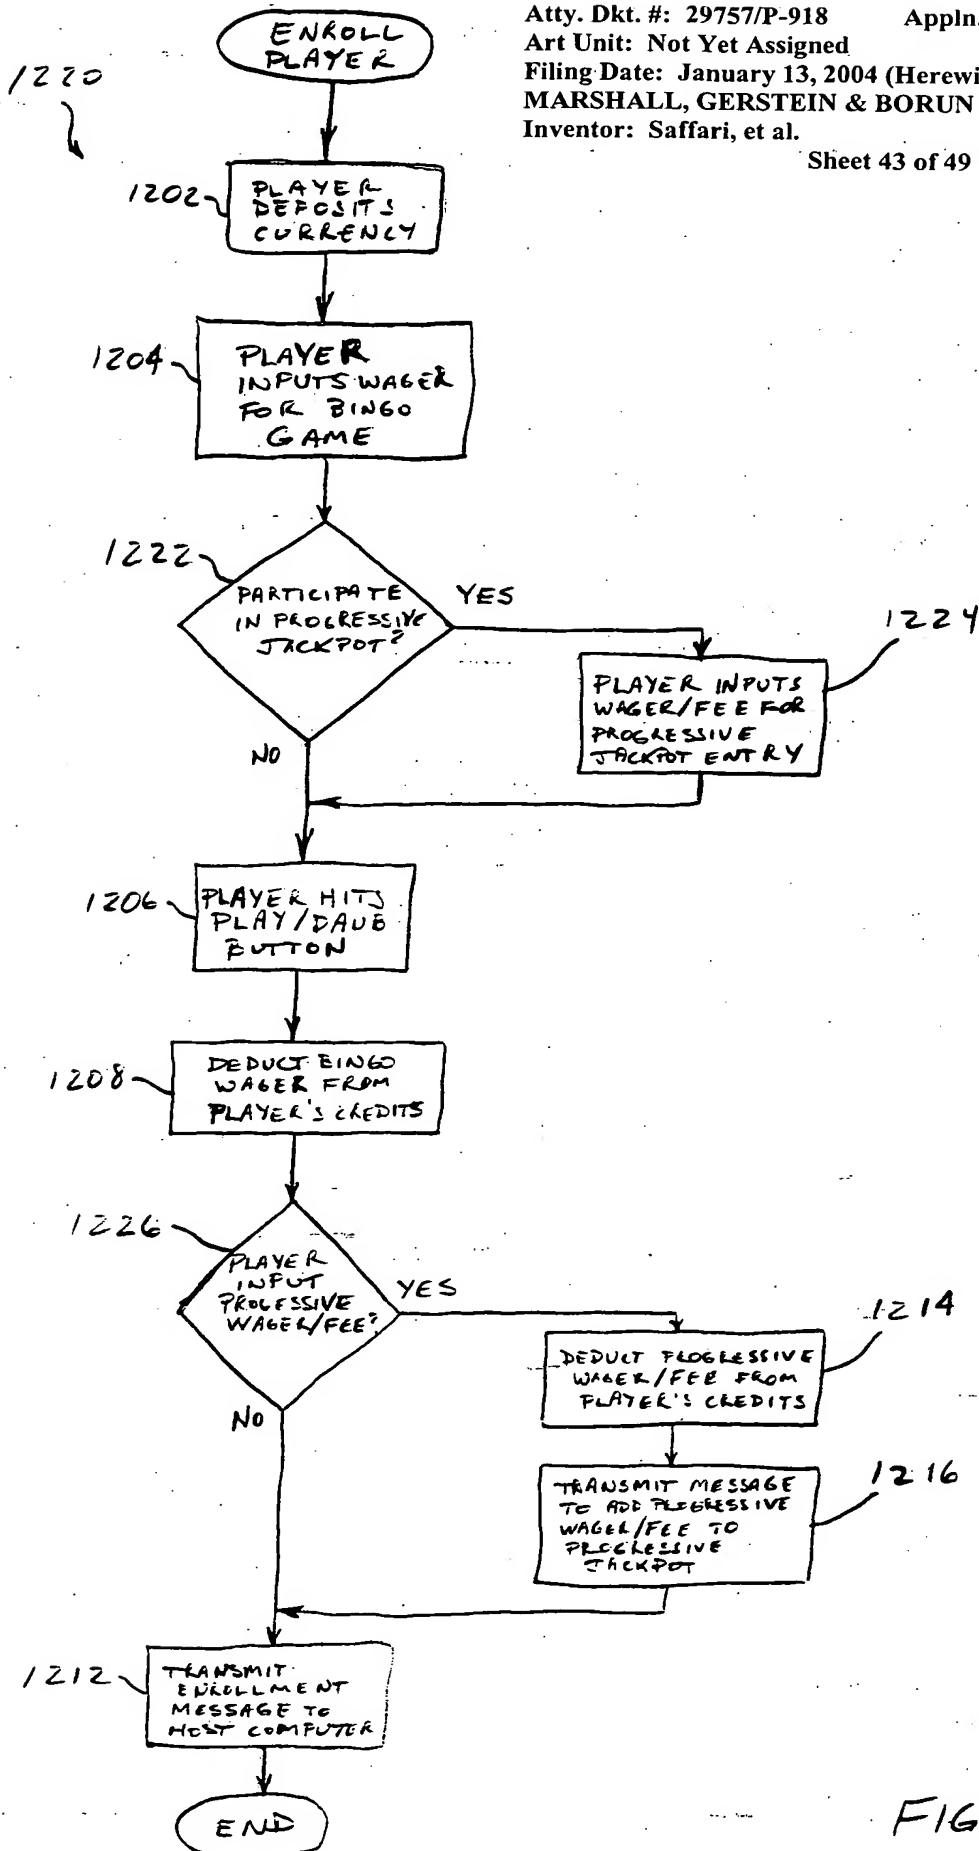 Atty. Dkt. #: 29757/P-918 Appln.
Art Unit: Not Yet Assigned
Filing Date: January 13, 2004 (Herewi
MARSHALL, GERSTEIN & BORUN
Inventor: Saffari, et al.
Sheet 43 of 49
ENROLL
PLAYER
1220
1202
PLAYER
DEPOSITS
CURRENCY
1204
PLAYER
INPUTS WAGER
FOR BINGO
GAME
1222
PARTICIPATE
IN PROGRESSIVE
JACKPOT?
YES
NO
1224
PLAYER INPUTS
WAGER/FEE FOR
PROGRESSIVE
JACKPOT ENTRY
1206
PLAYER HITS
PLAY/DAUB
BUTTON
1208
DEDUCT BINGO
WAGER FROM
PLAYER'S CREDITS
1226
PLAYER
INPUT
PROGESSIVE
WAGER/FEE?
YES
NO
1214
DEDUCT PROGRESSIVE
WAGER/FEE FROM
PLAYER'S CREDITS
1216
TRANSMIT MESSAGE
TO ADD PROGRESSIVE
WAGER/FEE TO
PROGRESSIVE
JACKPOT
1212
TRANSMIT
ENROLLMENT
MESSAGE TO
HOST COMPUTER
END
FIG